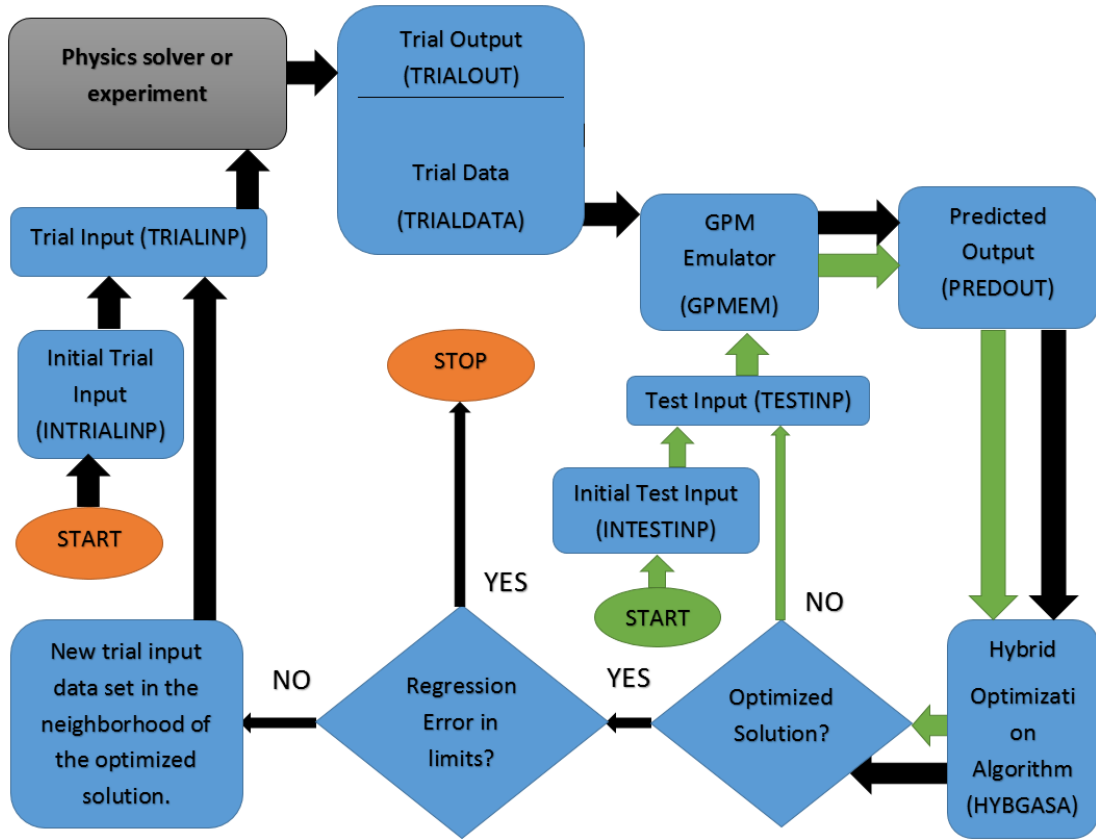 Physics solver or
experiment
Trial Output
(TRIALOUT)
Trial Data
(TRIALDATA)
GPM
Emulator
(GPMEM)
Predicted
Output
(PREDOUT)
Trial Input (TRIALINP)
Initial Trial
Input
(INTRIALINP)
START
STOP
Test Input (TESTINP)
Initial Test Input
(INTESTINP)
START
YES
NO
New trial input
data set in the
neighborhood of
the optimized
solution.
NO
Regression
Error in
limits?
YES
Optimized
Solution?
Hybrid
Optimizati
on
Algorithm
(HYBGASA)